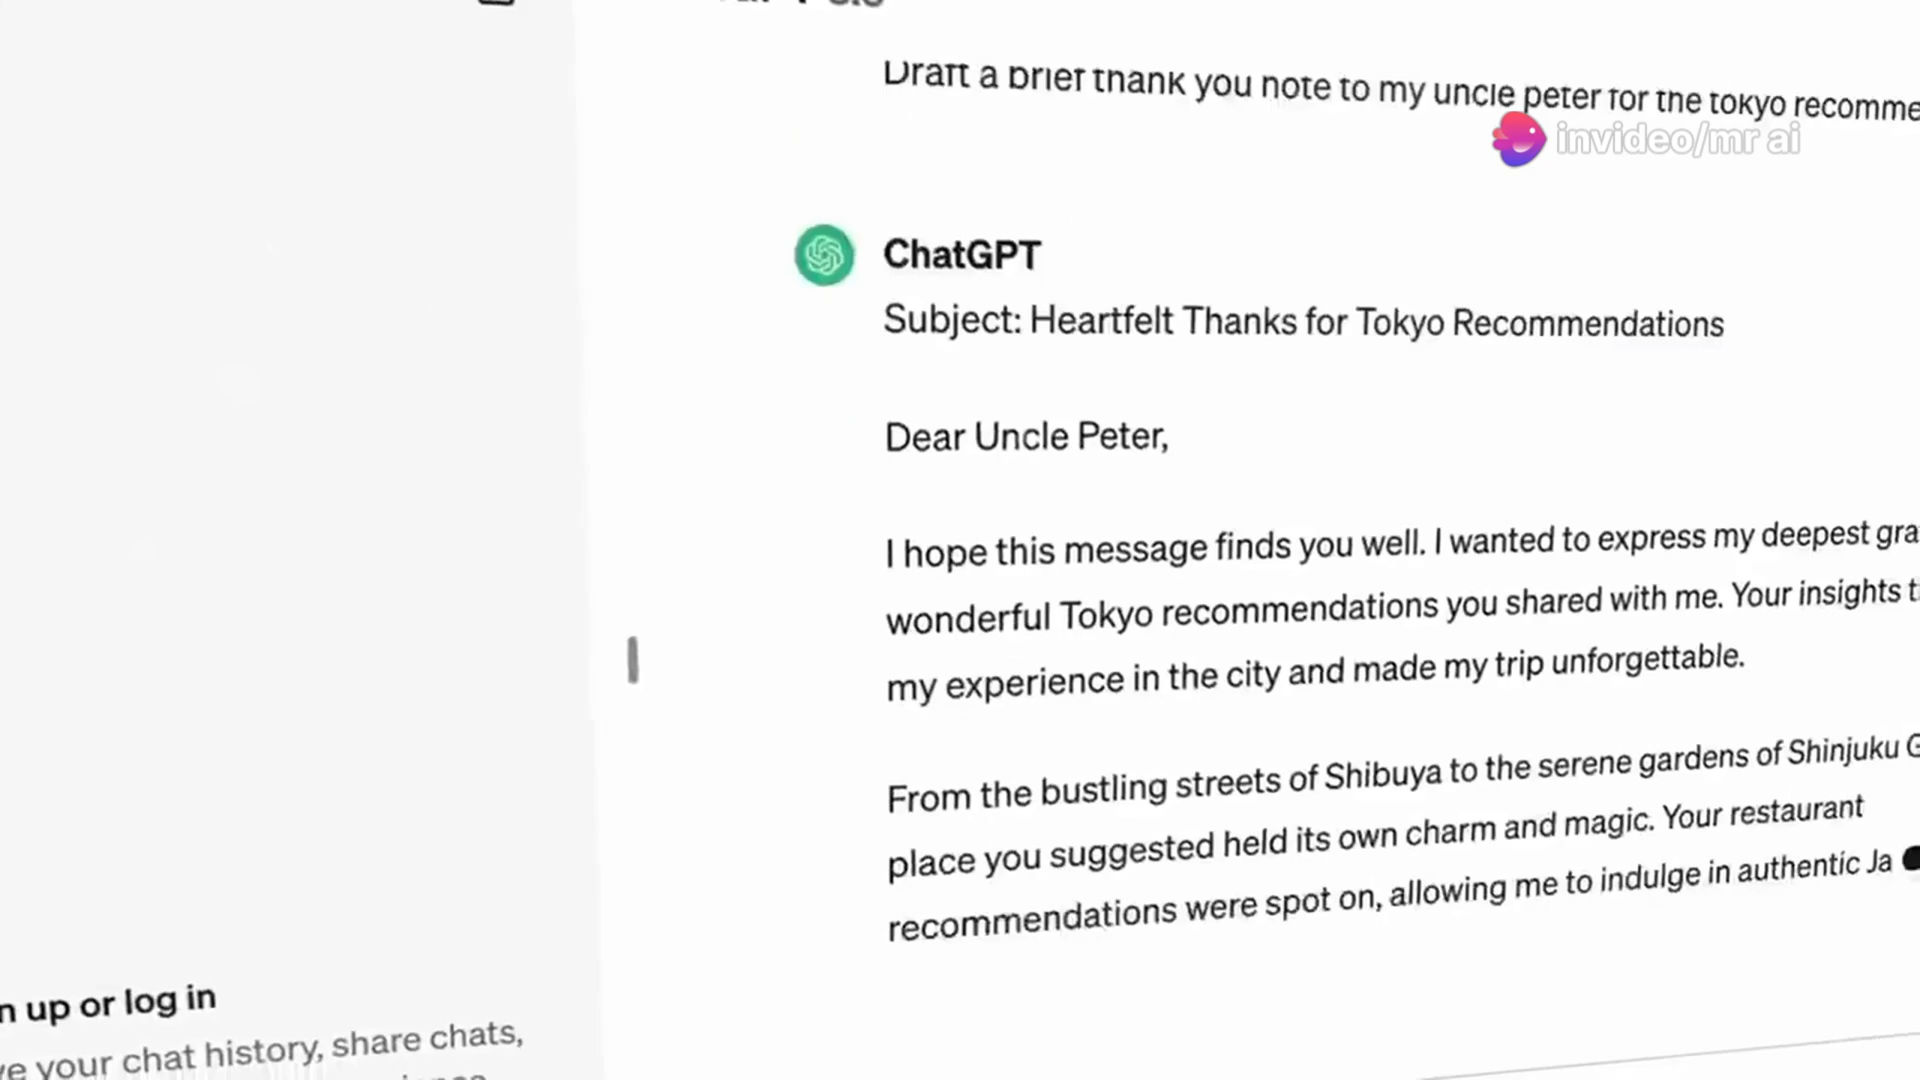 Draft a brief thank you note to my uncle peter for the tokyo recomme
invideo/mr ai
ChatGPT
Subject: Heartfelt Thanks for Tokyo Recommendations
Dear Uncle Peter,
I hope this message finds you well. I wanted to express my deepest gra
wonderful Tokyo recommendations you shared with me. Your insights t
my experience in the city and made my trip unforgettable.
From the bustling streets of Shibuya to the serene gardens of Shinjuku G
place you suggested held its own charm and magic. Your restaurant
recommendations were spot on, allowing me to indulge in authentic Ja
n up or log in
ve your chat history, share chats,